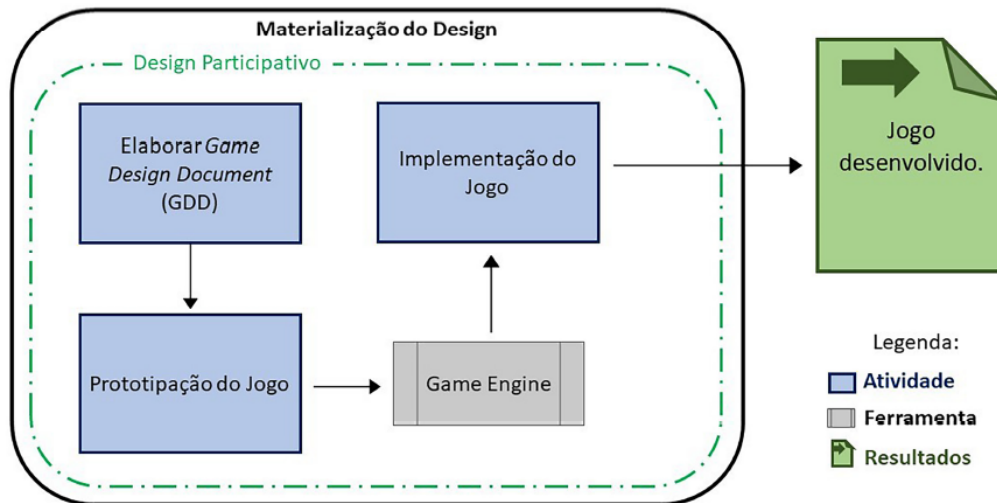 Materialização do Design
Design Participativo
Elaborar Game
Design Document
(GDD)
Implementação do
Jogo
Prototipação do Jogo
Game Engine
Jogo
desenvolvido.
Legenda:
Atividade
Ferramenta
Resultados